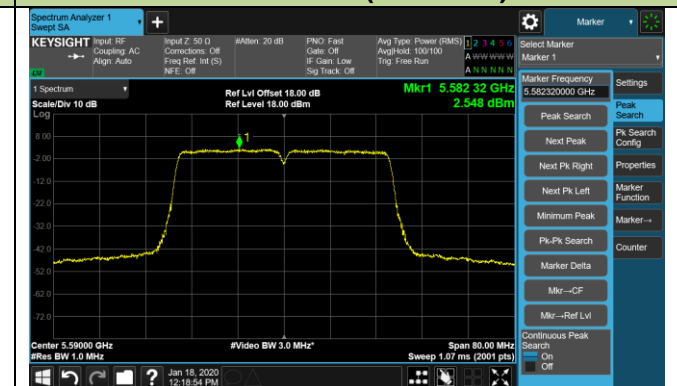 Spectrum Analyzer 1
Swept SA
KEYSIGHT
Input: RF
Coupling: AC
Align: Auto
Input Z: 50 Ω
Corrections: Off
Freq Ref: Int (S)
NFE: Off
#Atten: 20 dB
PNO: Fast
Gate: Off
IF Gain: Low
Sig Track: Off
Avg Type: Power (RMS)
Avg|Hold: 100/100
Trig: Free Run
1 2 3 4 5 6
A W W W W W
A N N N N N
LXI
1 Spectrum
Scale/Div 10 dB
Log
Ref Lvl Offset 18.00 dB
Ref Level 18.00 dBm
Mkr1 5.582 32 GHz
2.548 dBm
1
8.00
-2.00
-12.0
-22.0
-32.0
-42.0
-52.0
-62.0
-72.0
Center 5.59000 GHz
#Res BW 1.0 MHz
#Video BW 3.0 MHz*
Span 80.00 MHz
Sweep 1.07 ms (2001 pts)
Jan 18, 2020
12:18:54 PM
Marker
Select Marker
Marker 1
Marker Frequency
5.582320000 GHz
Peak Search
Next Peak
Next Pk Right
Next Pk Left
Minimum Peak
Pk-Pk Search
Marker Delta
Mkr→CF
Mkr→Ref Lvl
Continuous Peak
Search
On
Off
Settings
Peak
Search
Pk Search
Config
Properties
Marker
Function
Marker→
Counter